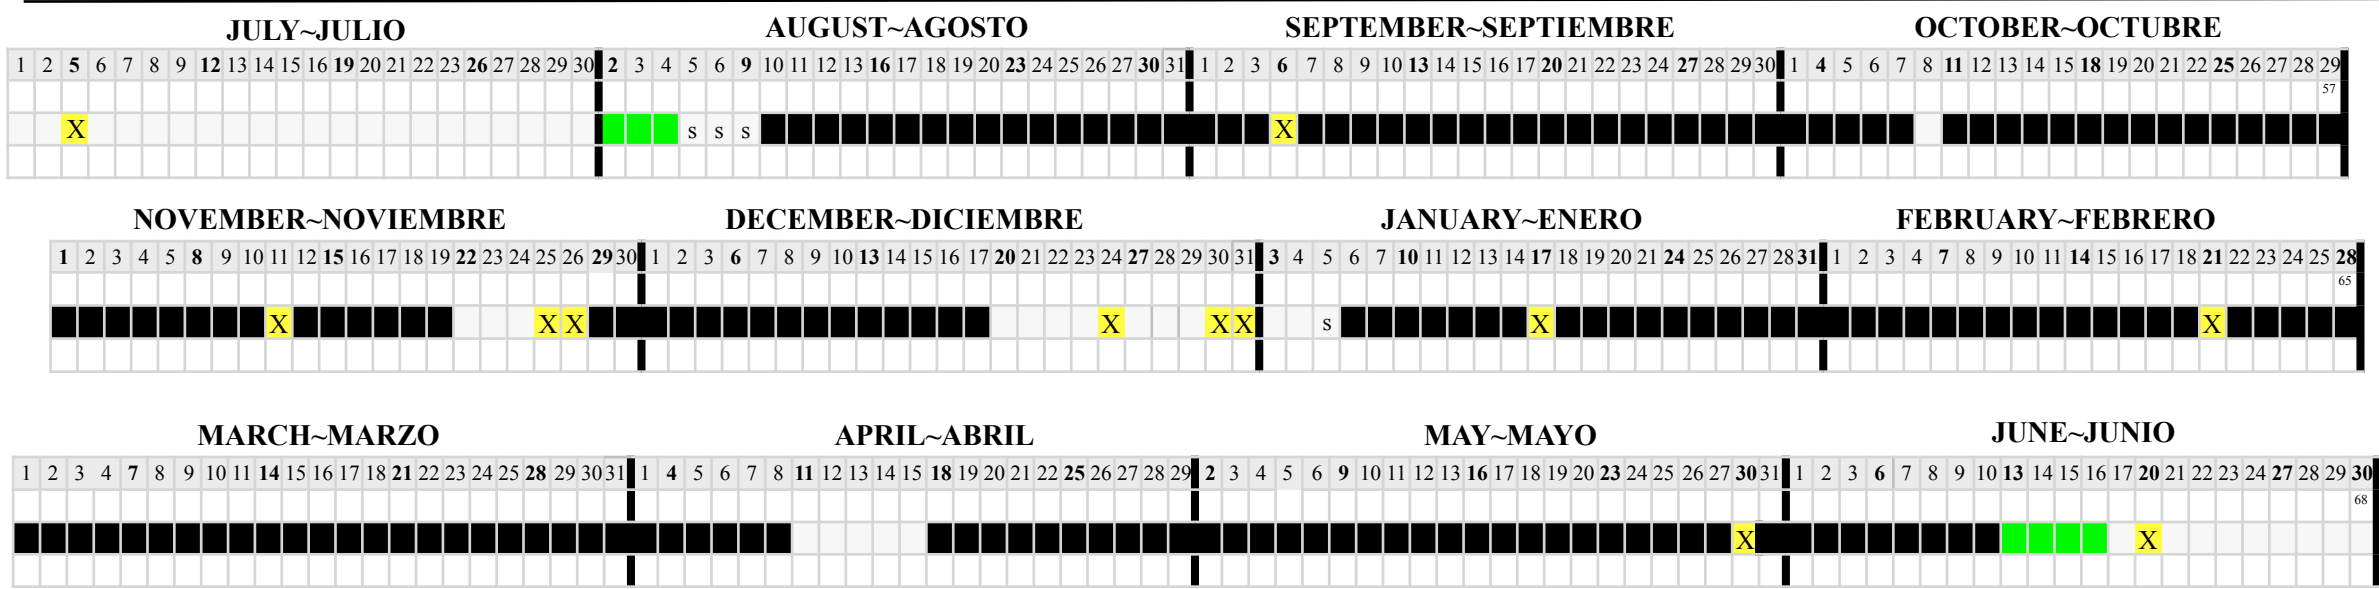 JULY~JULIO AUGUST~AGOSTO SEPTEMBER~SEPTIEMBRE OCTOBER~OCTUBRE
1 2 5 6 7 8 9 12 13 14 15 16 19 20 21 22 23 26 27 28 29 30 2 3 4 5 6 9 10 11 12 13 16 17 18 19 20 23 24 25 26 27 30 31 1 2 3 6 7 8 9 10 13 14 15 16 17 20 21 22 23 24 27 28 29 30 1 4 5 6 7 8 11 12 13 14 15 18 19 20 21 22 25 26 27 28 29
57
X s s s X
NOVEMBER~NOVIEMBRE DECEMBER~DICIEMBRE JANUARY~ENERO FEBRUARY~FEBRERO
1 2 3 4 5 8 9 10 11 12 15 16 17 18 19 22 23 24 25 26 29 30 1 2 3 6 7 8 9 10 13 14 15 16 17 20 21 22 23 24 27 28 29 30 31 3 4 5 6 7 10 11 12 13 14 17 18 19 20 21 24 25 26 27 28 31 1 2 3 4 7 8 9 10 11 14 15 16 17 18 21 22 23 24 25 28
65
X X X X X X s X X
MARCH~MARZO APRIL~ABRIL MAY~MAYO JUNE~JUNIO
1 2 3 4 7 8 9 10 11 14 15 16 17 18 21 22 23 24 25 28 29 30 31 1 4 5 6 7 8 11 12 13 14 15 18 19 20 21 22 25 26 27 28 29 2 3 4 5 6 9 10 11 12 13 16 17 18 19 20 23 24 25 26 27 30 31 1 2 3 6 7 8 9 10 13 14 15 16 17 20 21 22 23 24 27 28 29 30
68
X X